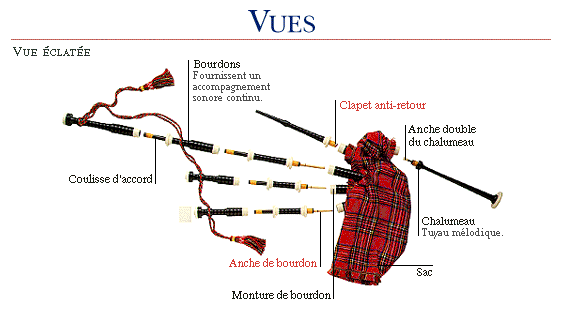 VUES
VUE ÉCLATÉE
Bourdons
Fournissent un
accompagnement
sonore continu.
Clapet anti-retour
Anche double
du chalumeau
Coulisse d'accord
Chalumeau
Tuyau mélodique.
Anche de bourdon
Sac
Monture de bourdon